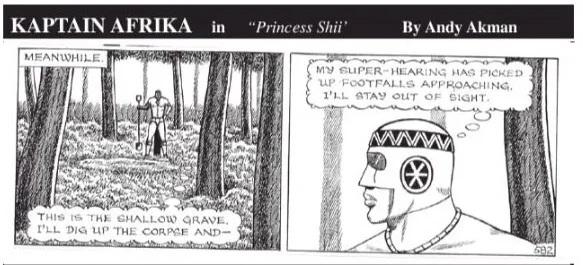 KAPTAIN AFRIKA in "Princess Shii' By Andy Akman
MEANWHILE.
THIS IS THE SHALLOW GRAVE.
I'LL DIG UP THE CORPSE AND—
MY SUPER-HEARING HAS PICKED
UP FOOTFALLS APPROACHING.
I'LL STAY OUT OF SIGHT.
582